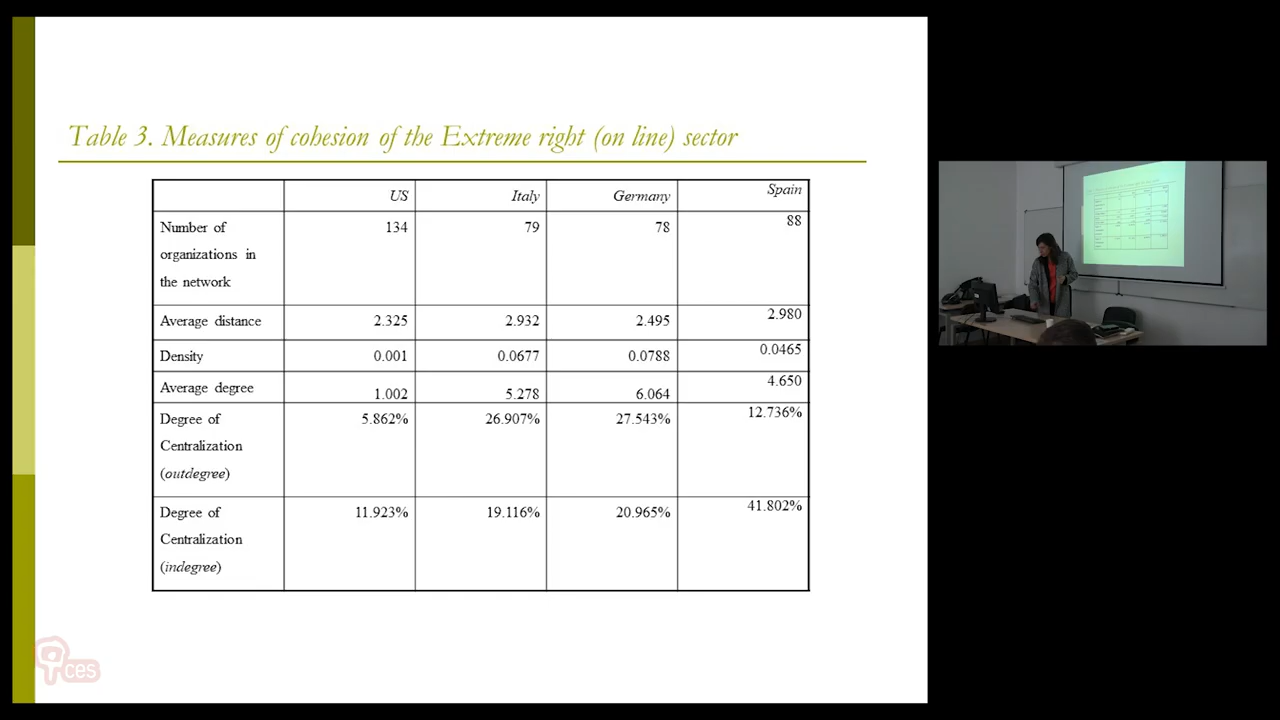 Table 3. Measures of cohesion of the Extreme right (on line) sector
US Italy Germany Spain
Number of organizations in the network 134 79 78 88
Average distance 2.325 2.932 2.495 2.980
Density 0.001 0.0677 0.0788 0.0465
Average degree 1.002 5.278 6.064 4.650
Degree of Centralization (outdegree) 5.862% 26.907% 27.543% 12.736%
Degree of Centralization (indegree) 11.923% 19.116% 20.965% 41.802%
ces